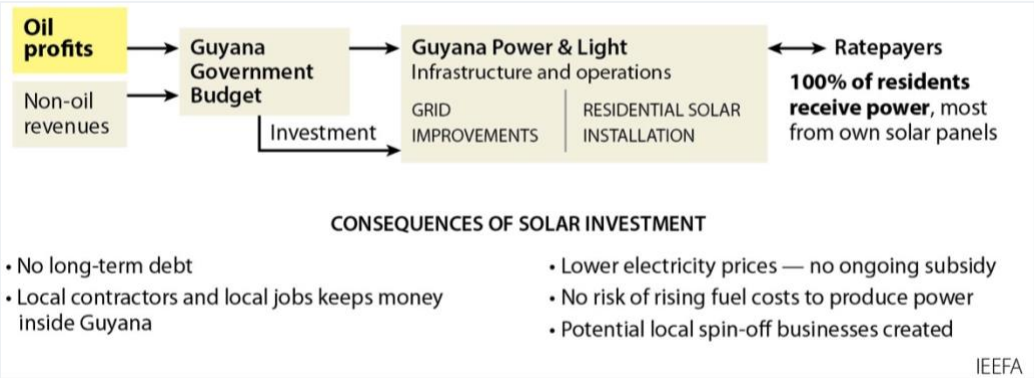 Oil
profits
Non-oil
revenues
Guyana
Government
Budget
Investment
Guyana Power & Light
Infrastructure and operations
GRID
IMPROVEMENTS
RESIDENTIAL SOLAR
INSTALLATION
Ratepayers
100% of residents
receive power, most
from own solar panels
CONSEQUENCES OF SOLAR INVESTMENT
• No long-term debt
• Local contractors and local jobs keeps money
inside Guyana
• Lower electricity prices — no ongoing subsidy
• No risk of rising fuel costs to produce power
• Potential local spin-off businesses created
IEEFA